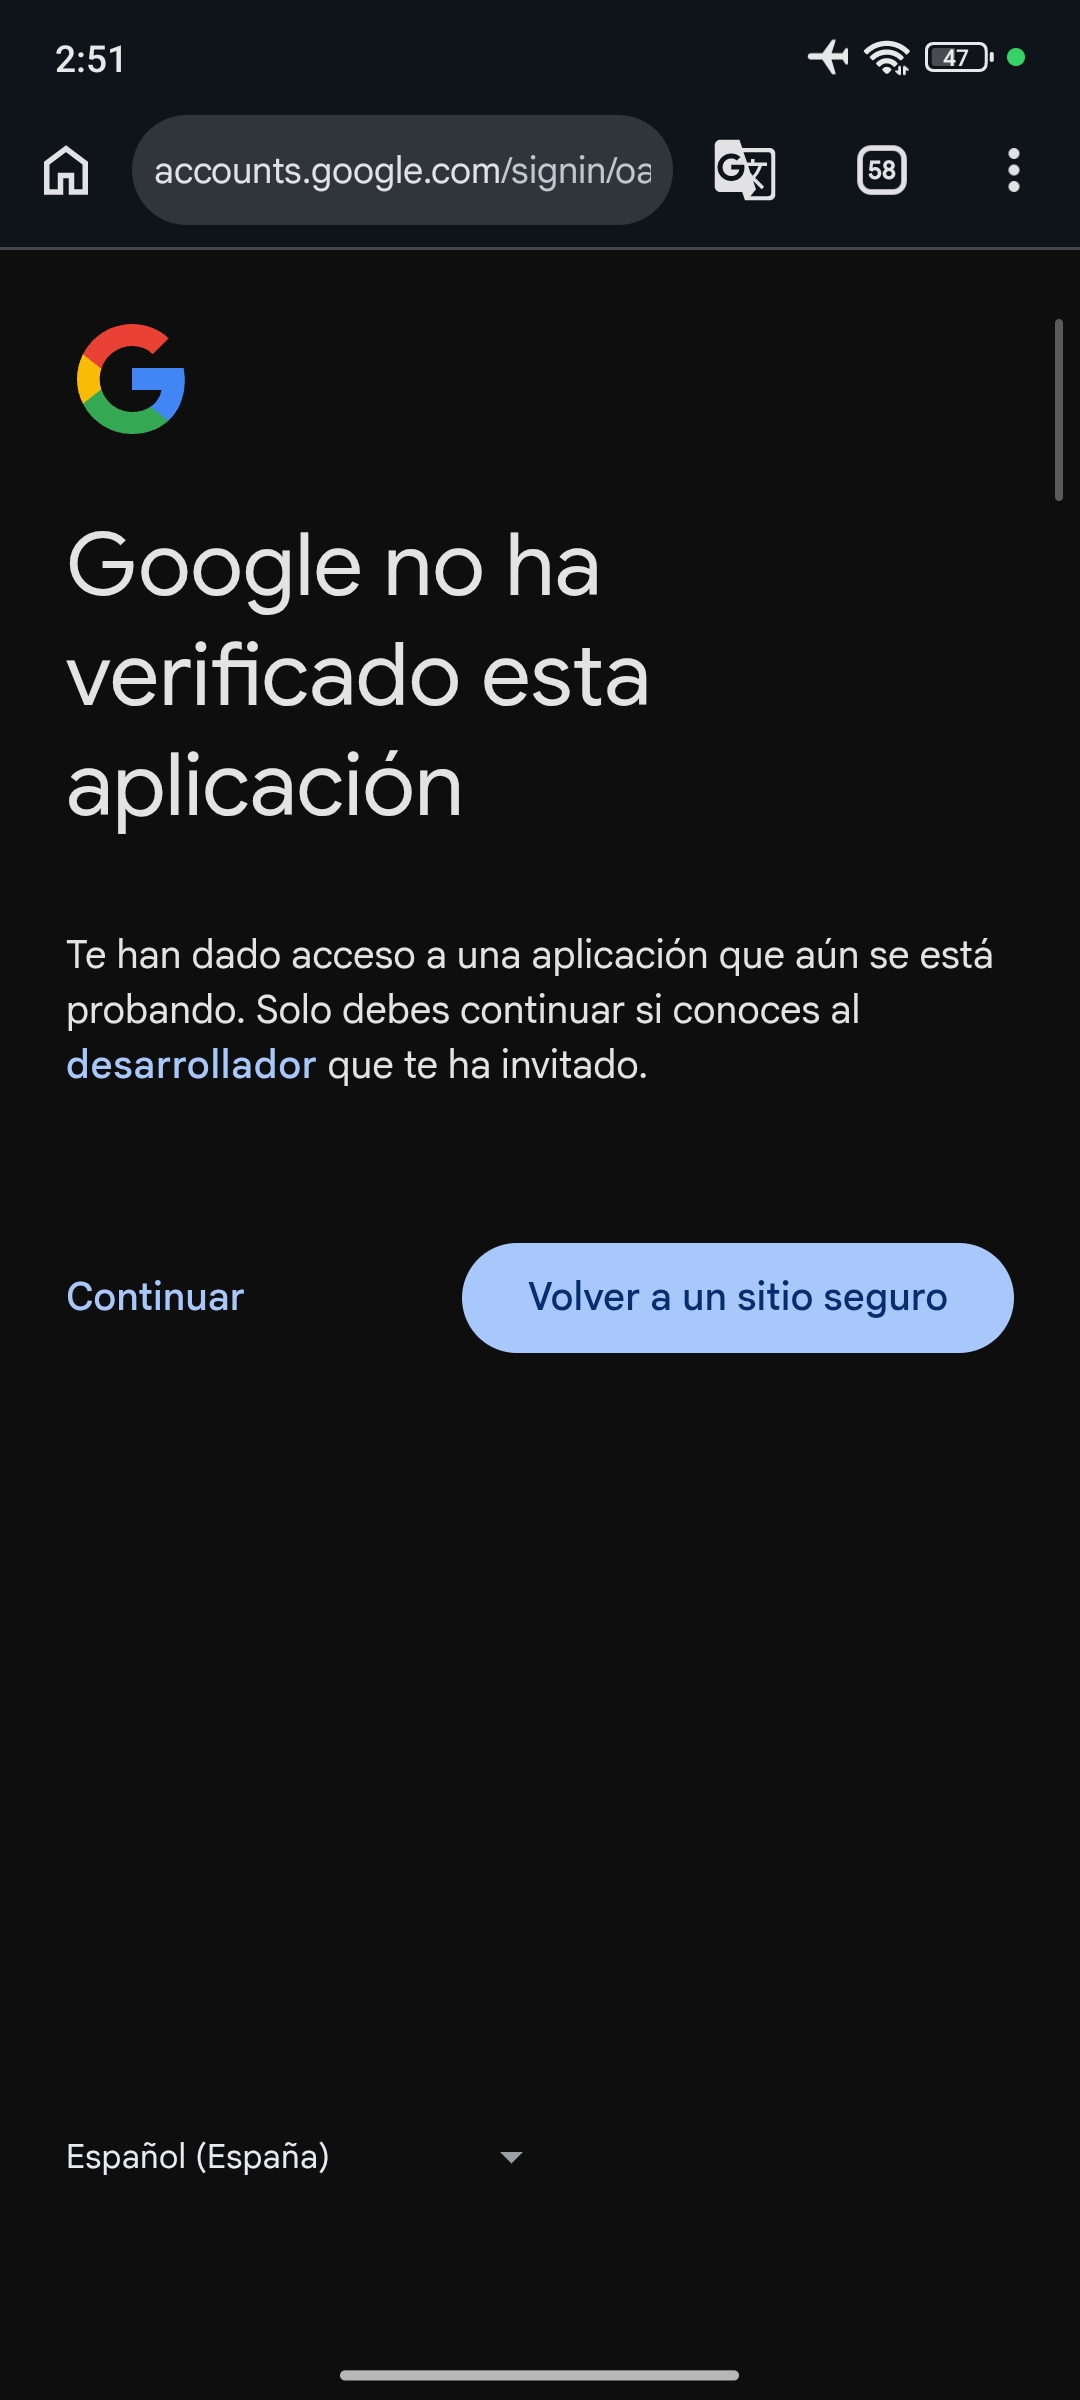 2:51
47
accounts.google.com/signin/oa
58
Google no ha
verificado esta
aplicación
Te han dado acceso a una aplicación que aún se está
probando. Solo debes continuar si conoces al
desarrollador que te ha invitado.
Continuar
Volver a un sitio seguro
Español (España)